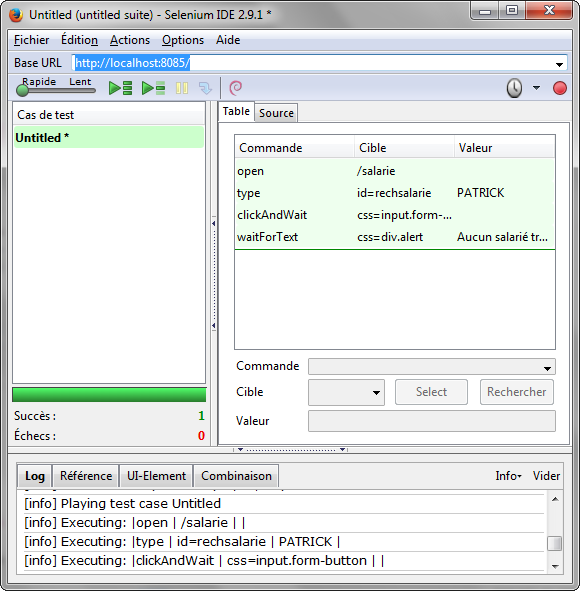 Untitled (untitled suite) - Selenium IDE 2.9.1 *
Fichier Édition Actions Options Aide
Base URL http://localhost:8085/
Rapide Lent
Cas de test
Untitled *
Table Source
Commande Cible Valeur
open /salarie
type id=rechsalarie PATRICK
clickAndWait css=input.form-...
waitForText css=div.alert Aucun salarié tr...
Commande
Cible Select Rechercher
Valeur
Succès : 1
Échecs : 0
Log Référence UI-Element Combinaison Info Vider
[info] Playing test case Untitled
[info] Executing: |open | /salarie | |
[info] Executing: |type | id=rechsalarie | PATRICK |
[info] Executing: |clickAndWait | css=input.form-button | |